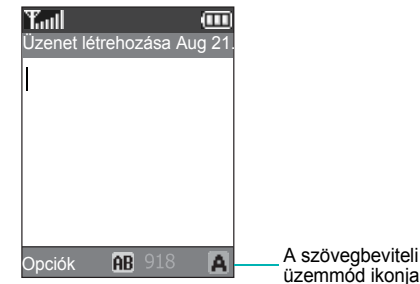 Üzenet létrehozása Aug 21.
Opciók AB 918 A
A szövegbeviteli
üzemmód ikonja